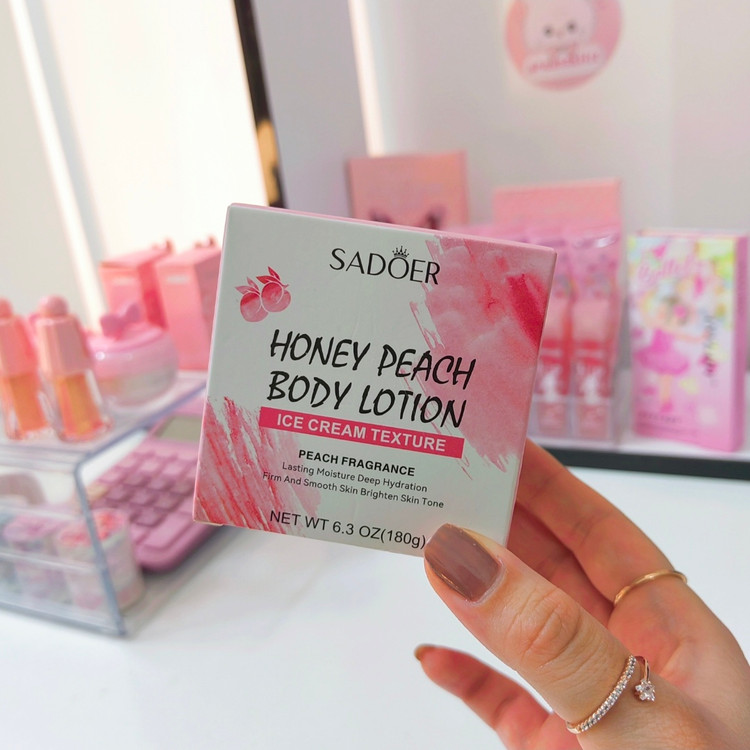 SADOER
HONEY PEACH
BODY LOTION
ICE CREAM TEXTURE
PEACH FRAGRANCE
Lasting Moisture Deep Hydration
Firm And Smooth Skin Brighten Skin Tone
NET WT 6.3 OZ(180g)